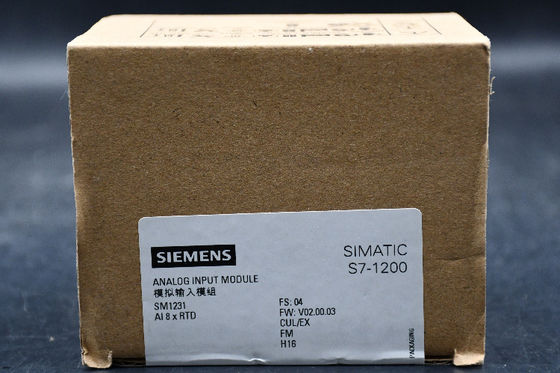 SIEMENS
SIMATIC
S7-1200
ANALOG INPUT MODULE
模拟输入模组
SM1231
AI 8 x RTD
FS: 04
FW: V02.00.03
CUL/EX
FM
H16
PACKAGING